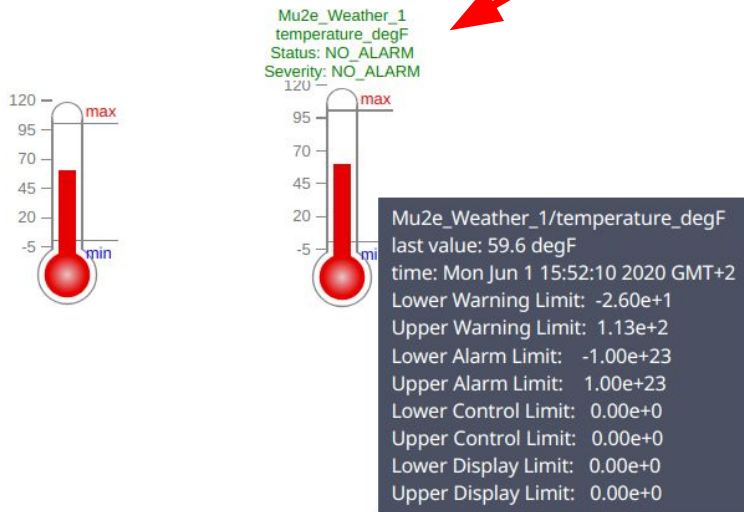 Mu2e_Weather_1
temperature_degF
Status: NO_ALARM
Severity: NO_ALARM
120
max
95
70
45
20
-5
min
120
max
95
70
45
20
-5
mi
Mu2e_Weather_1/temperature_degF
last value: 59.6 degF
time: Mon Jun 1 15:52:10 2020 GMT+2
Lower Warning Limit: -2.60e+1
Upper Warning Limit: 1.13e+2
Lower Alarm Limit: -1.00e+23
Upper Alarm Limit: 1.00e+23
Lower Control Limit: 0.00e+0
Upper Control Limit: 0.00e+0
Lower Display Limit: 0.00e+0
Upper Display Limit: 0.00e+0